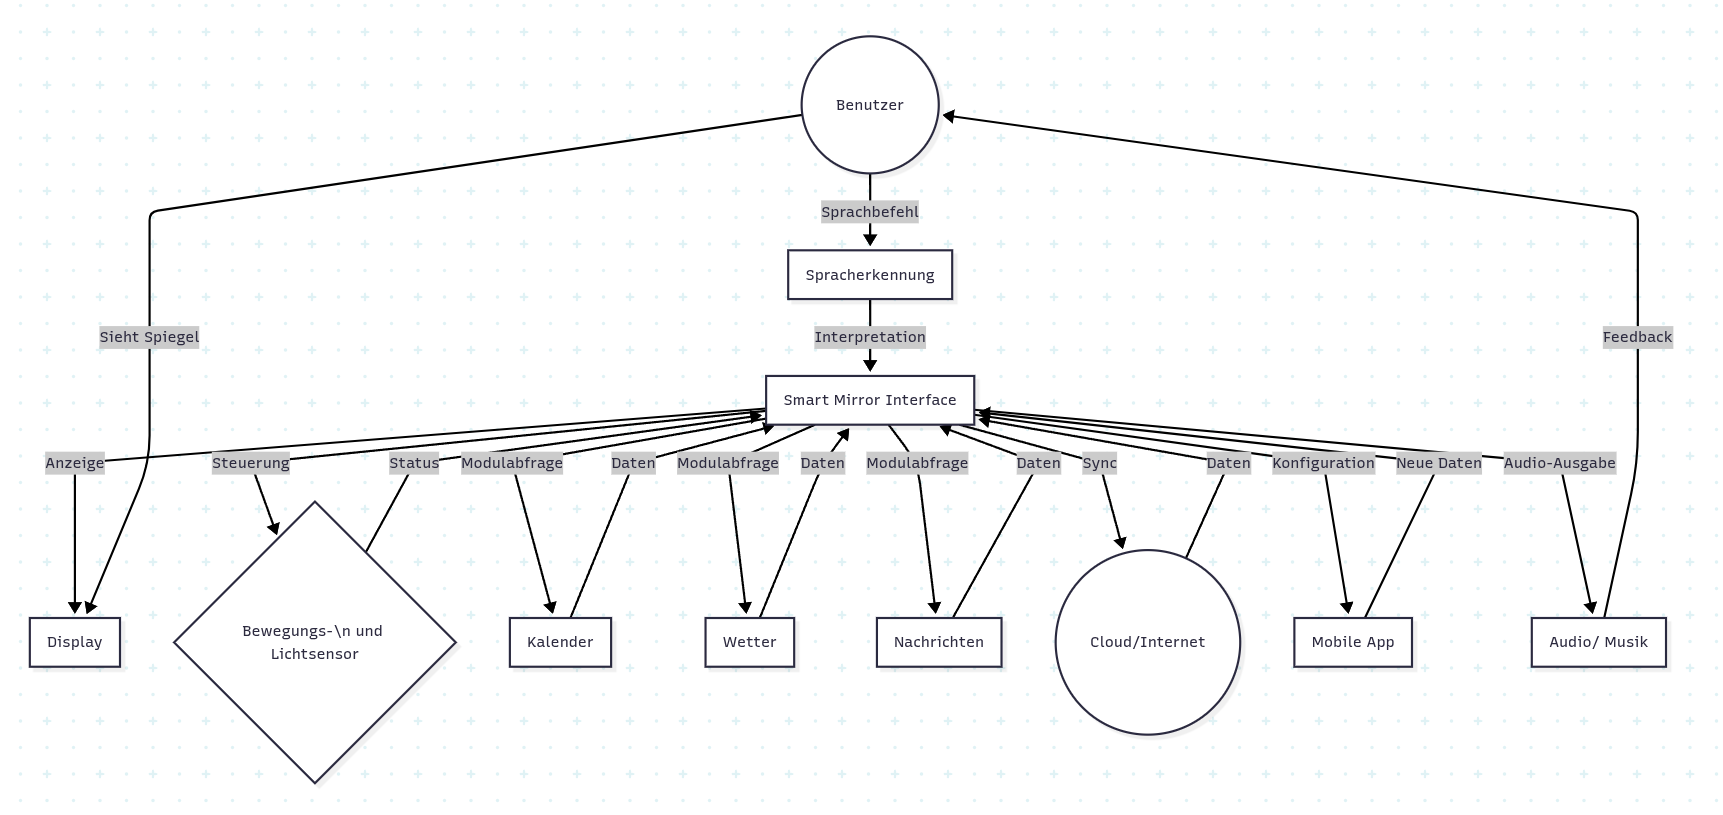 Benutzer
Sprachbefehl
Spracherkennung
Sieht Spiegel
Interpretation
Feedback
Smart Mirror Interface
Anzeige
Steuerung
Status
Modulabfrage
Daten
Modulabfrage
Daten
Modulabfrage
Daten
Sync
Daten
Konfiguration
Neue Daten
Audio-Ausgabe
Display
Bewegungs-\n und
Lichtsensor
Kalender
Wetter
Nachrichten
Cloud/Internet
Mobile App
Audio/ Musik